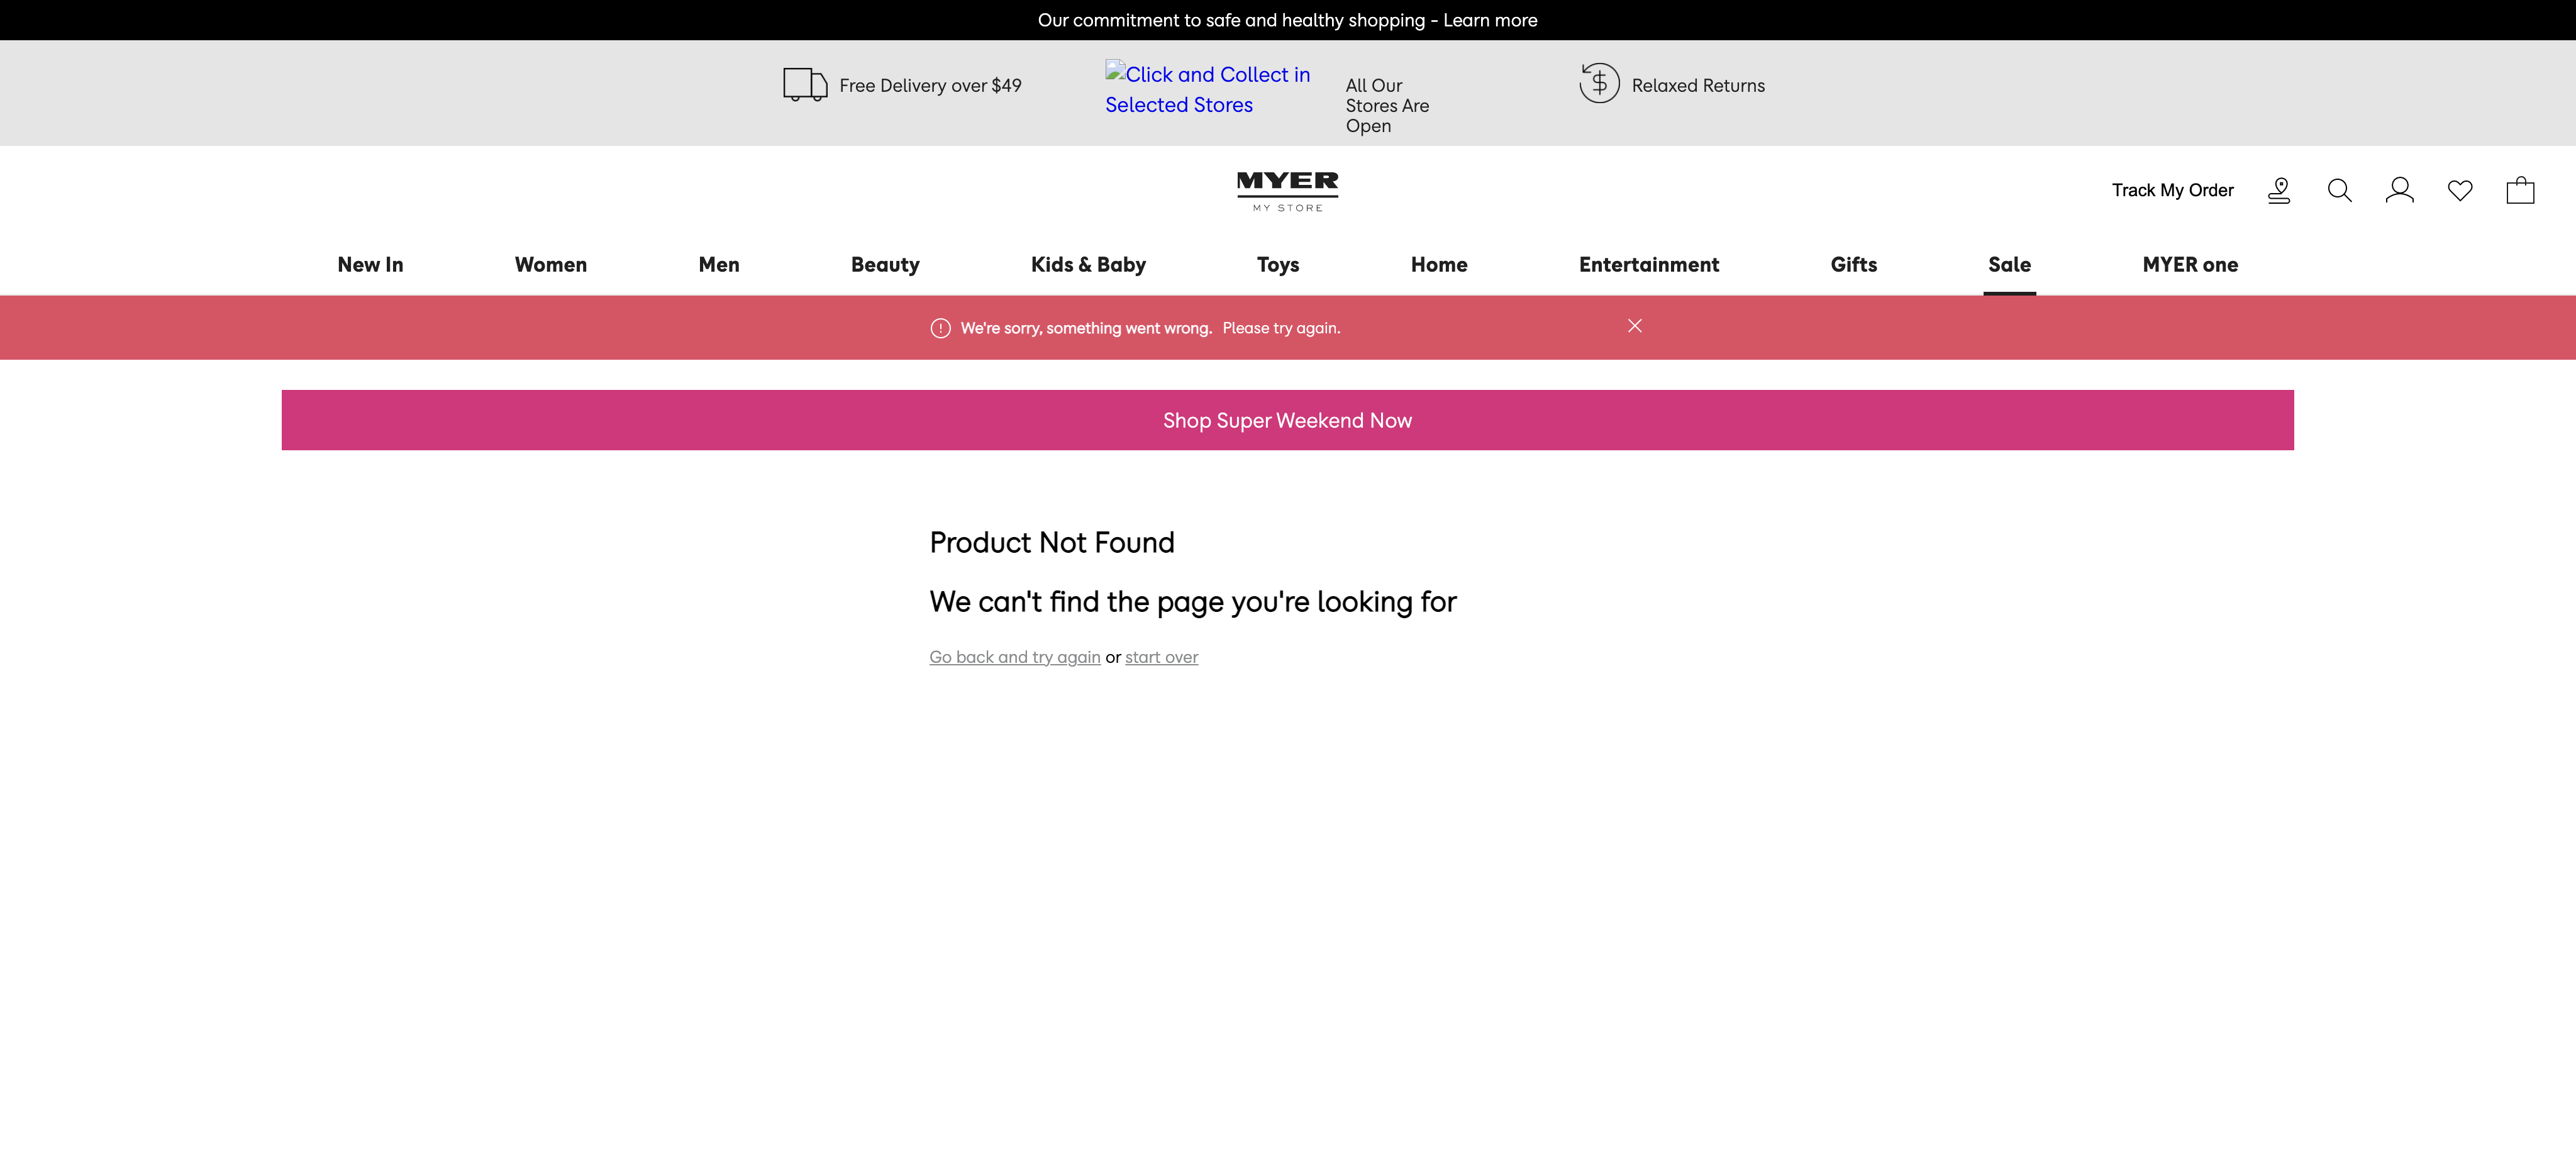 Our commitment to safe and healthy shopping - Learn more
Free Delivery over $49
Click and Collect in
Selected Stores
All Our
Stores Are
Open
Relaxed Returns
MYER
MY STORE
Track My Order
New In
Women
Men
Beauty
Kids & Baby
Toys
Home
Entertainment
Gifts
Sale
MYER one
We're sorry, something went wrong. Please try again.
Shop Super Weekend Now
Product Not Found
We can't find the page you're looking for
Go back and try again or start over